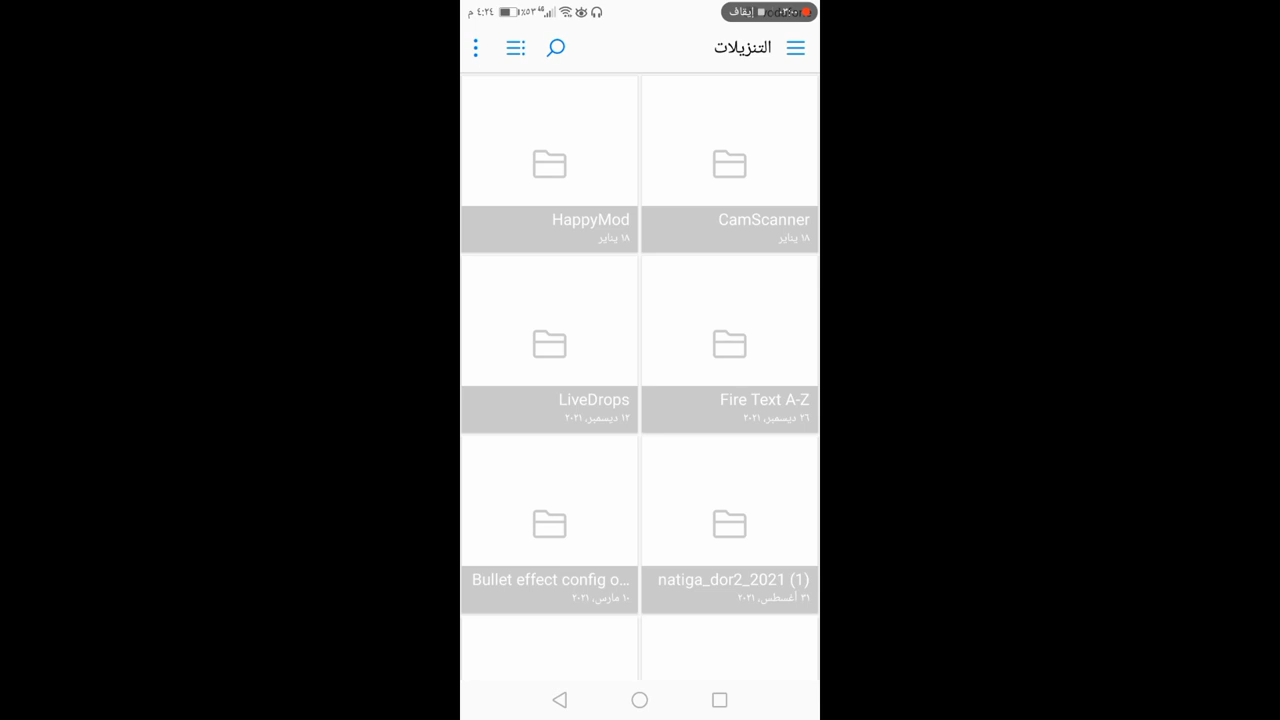 إيقاف
٪٥٣ ٤:٢٤ م
التنزيلات
CamScanner
١٨ يناير
HappyMod
١٨ يناير
Fire Text A-Z
٢٦ ديسمبر، ٢٠٢١
LiveDrops
١٢ ديسمبر، ٢٠٢١
natiga_dor2_2021 (1)
٣١ أغسطس، ٢٠٢١
Bullet effect config o...
١٠ مارس، ٢٠٢١